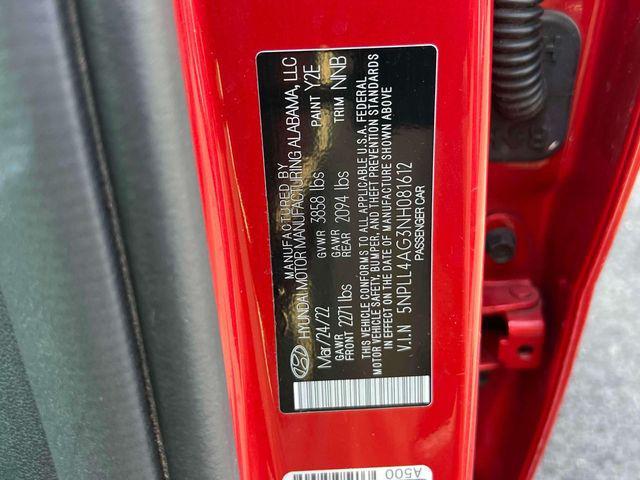 MANUFACTURED BY
HYUNDAI MOTOR MANUFACTURING ALABAMA, LLC
Mar/24/22 GVWR 3858 lbs PAINT Y2E
GAWR FRONT 2271 lbs GAWR REAR 2094 lbs TRIM NNB
THIS VEHICLE CONFORMS TO ALL APPLICABLE U.S.A. FEDERAL
MOTOR VEHICLE SAFETY, BUMPER, AND THEFT PREVENTION STANDARDS
IN EFFECT ON THE DATE OF MANUFACTURE SHOWN ABOVE
V.I.N 5NPLL4AG3NH081612
PASSENGER CAR
A500